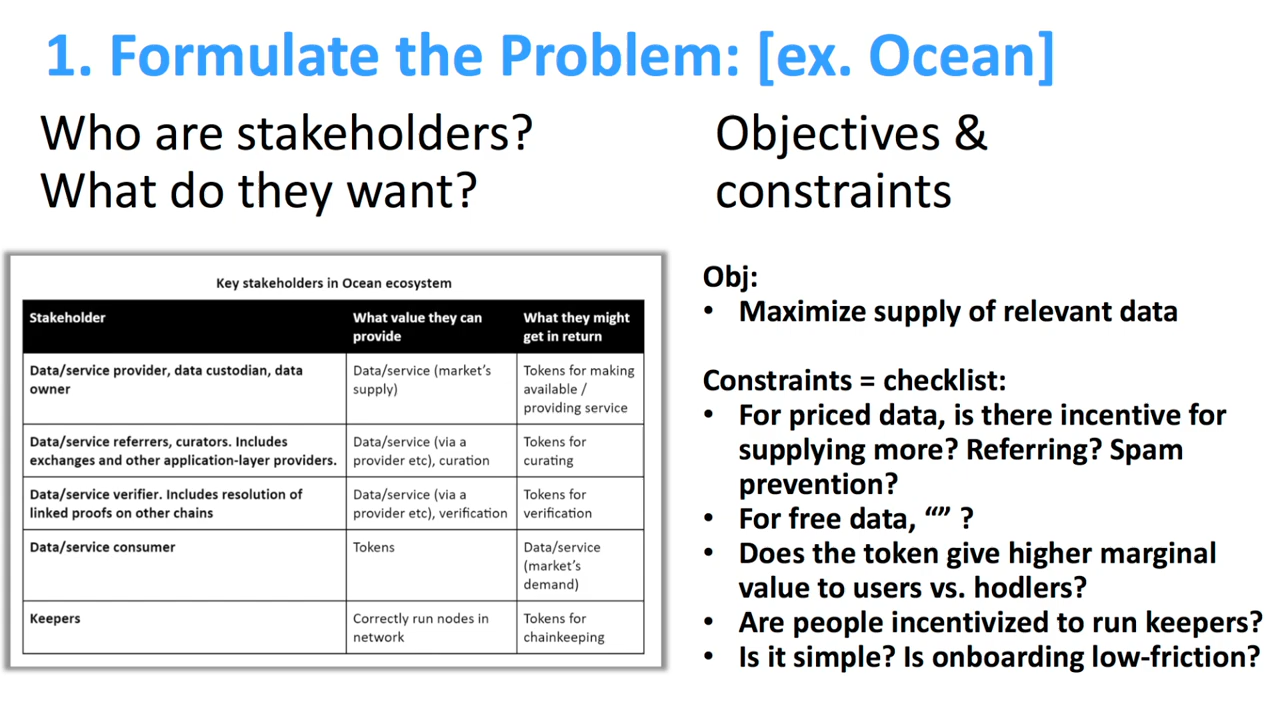 1. Formulate the Problem: [ex. Ocean]
Who are stakeholders?
What do they want?
Key stakeholders in Ocean ecosystem
Stakeholder
What value they can
provide
What they might
get in return
Data/service provider, data custodian, data
owner
Data/service (market’s
supply)
Tokens for making
available /
providing service
Data/service referrers, curators. Includes
exchanges and other application-layer providers.
Data/service (via a
provider etc), curation
Tokens for
curating
Data/service verifier. Includes resolution of
linked proofs on other chains
Data/service (via a
provider etc), verification
Tokens for
verification
Data/service consumer
Tokens
Data/service
(market’s
demand)
Keepers
Correctly run nodes in
network
Tokens for
chainkeeping
Objectives &
constraints
Obj:
• Maximize supply of relevant data
Constraints = checklist:
• For priced data, is there incentive for
supplying more? Referring? Spam
prevention?
• For free data, “” ?
• Does the token give higher marginal
value to users vs. hodlers?
• Are people incentivized to run keepers?
• Is it simple? Is onboarding low-friction?